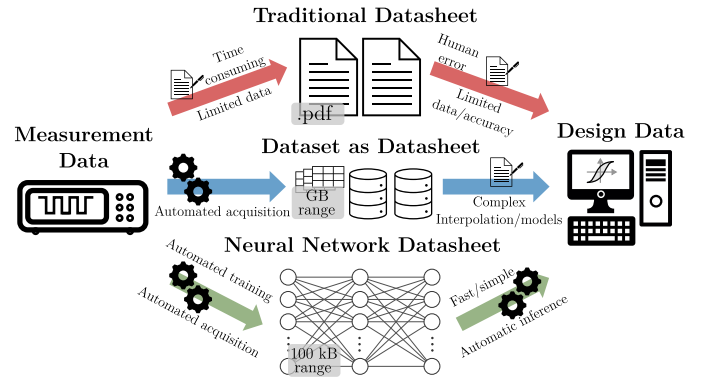 Traditional Datasheet
Time
consuming
Limited data
.pdf
Human
error
Limited
data/accuracy
Measurement
Data
Dataset as Datasheet
Automated acquisition
GB
range
Complex
Interpolation/models
Design Data
Neural Network Datasheet
Automated training
Automated acquisition
100 kB
range
Fast/simple
Automatic inference